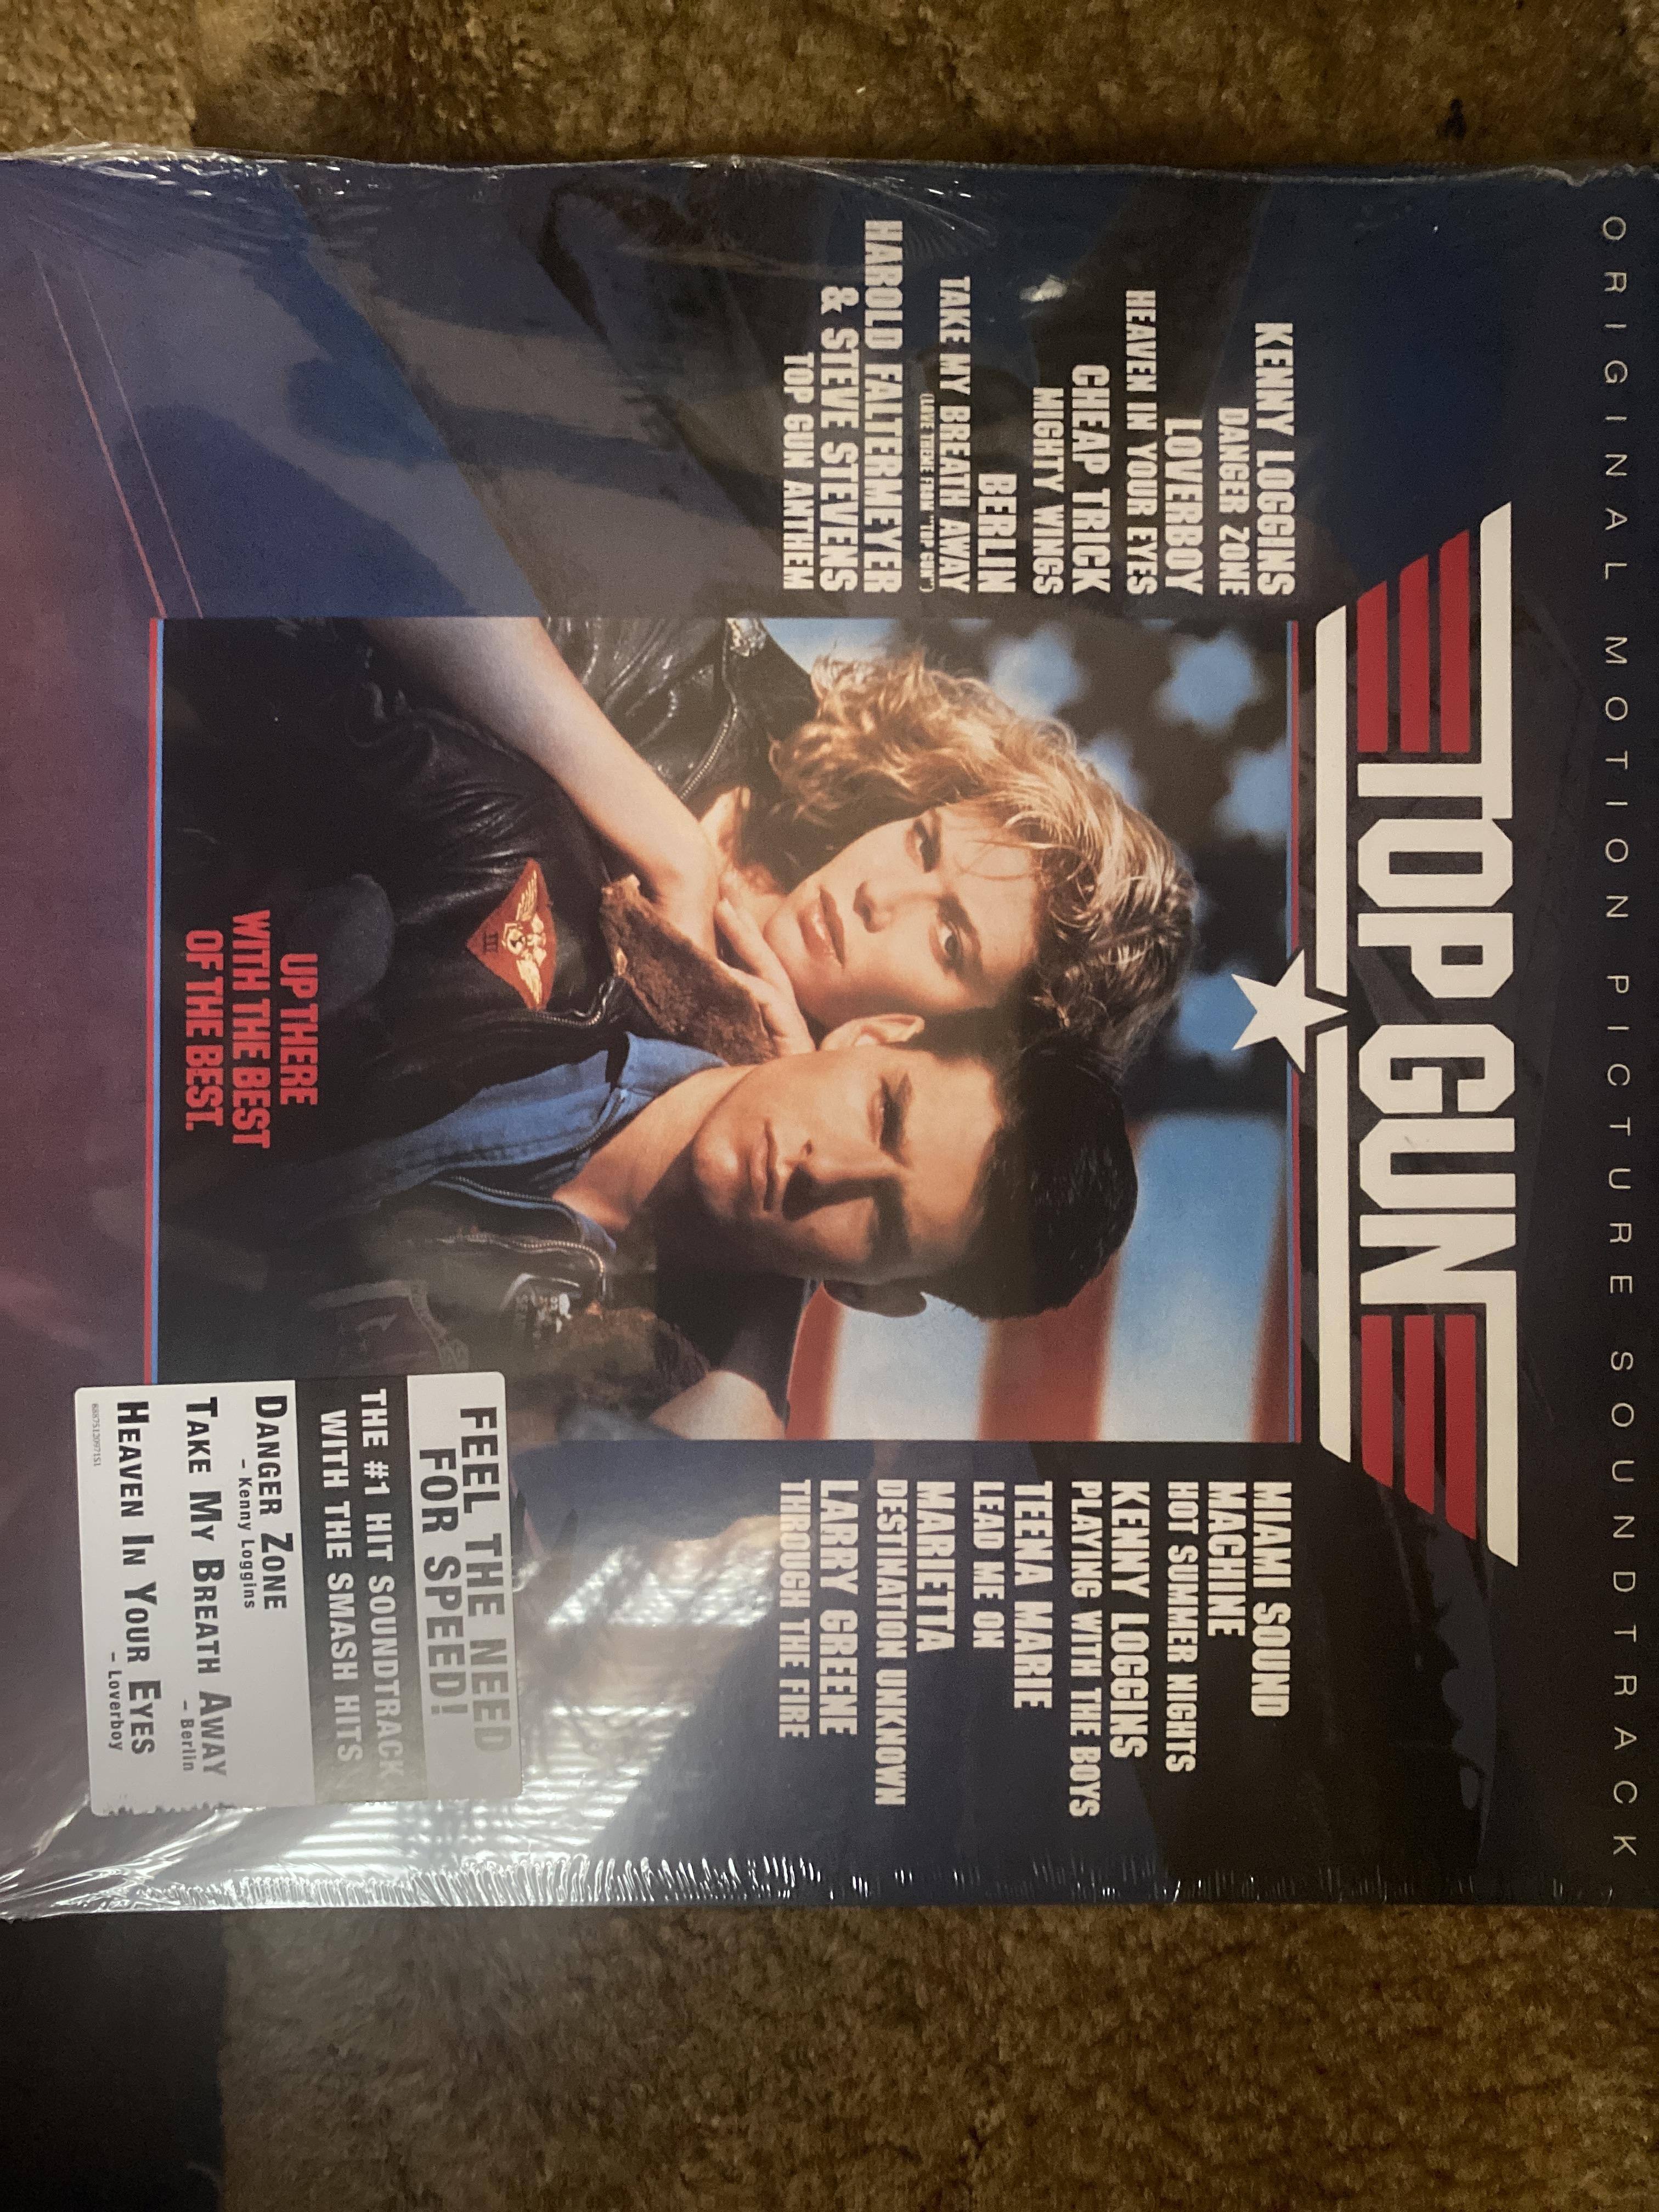 ORIGINAL MOTION PICTURE SOUNDTRACK
TOP GUN
KENNY LOGGINS
DANGER ZONE
LOVERBOY
HEAVEN IN YOUR EYES
CHEAP TRICK
MIGHTY WINGS
BERLIN
TAKE MY BREATH AWAY
(LOVE THEME FROM "TOP GUN")
HAROLD FALTERMEYER
& STEVE STEVENS
TOP GUN ANTHEM
MIAMI SOUND
MACHINE
HOT SUMMER NIGHTS
KENNY LOGGINS
PLAYING WITH THE BOYS
TEENA MARIE
LEAD ME ON
MARIETTA
DESTINATION UNKNOWN
LARRY GREENE
THROUGH THE FIRE
III
UP THERE
WITH THE BEST
OF THE BEST.
FEEL THE NEED
FOR SPEED!
THE #1 HIT SOUNDTRACK
WITH THE SMASH HITS
DANGER ZONE
– Kenny Loggins
TAKE MY BREATH AWAY
– Berlin
HEAVEN IN YOUR EYES
– Loverboy